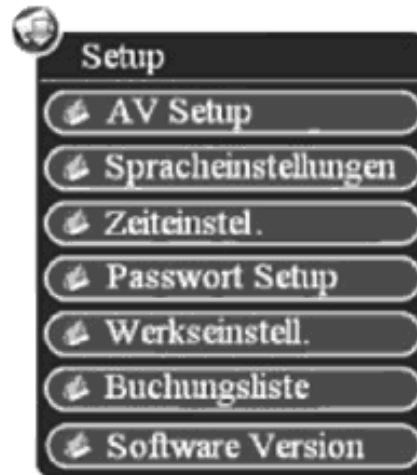 Setup
AV Setup
Spracheinstellungen
Zeiteinstel.
Passwort Setup
Werkseinstell.
Buchungsliste
Software Version